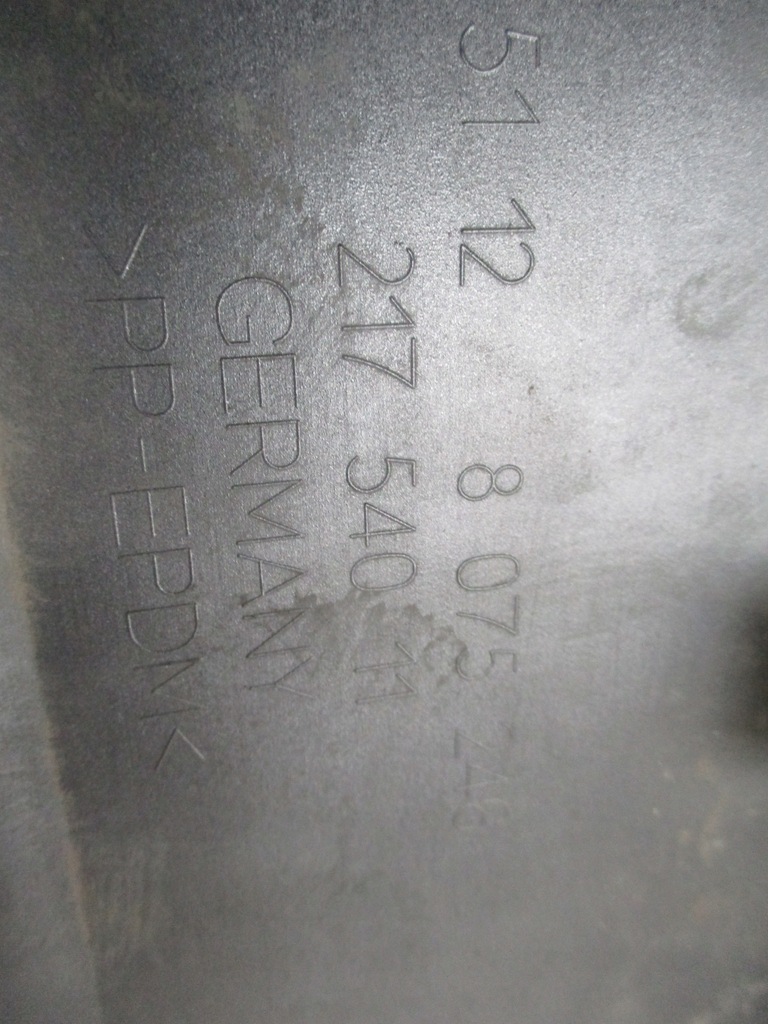 51 12 8 075
217 540 11
GERMANY
>PP-EPDM<